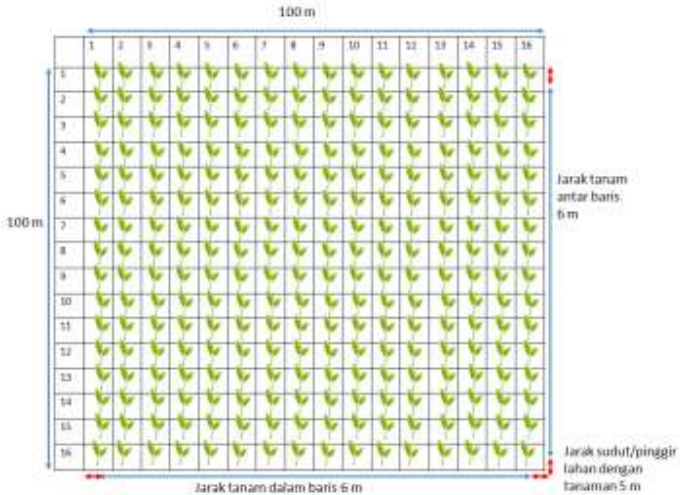 100 m
1 2 3 4 5 6 7 8 9 10 11 12 13 14 15 16
1
2
3
4
5
6
7
8
9
10
11
12
13
14
15
16
100 m
Jarak tanam
antar baris
6 m
Jarak sudut/pinggir
lahan dengan
tanaman 5 m
Jarak tanam dalam baris 6 m